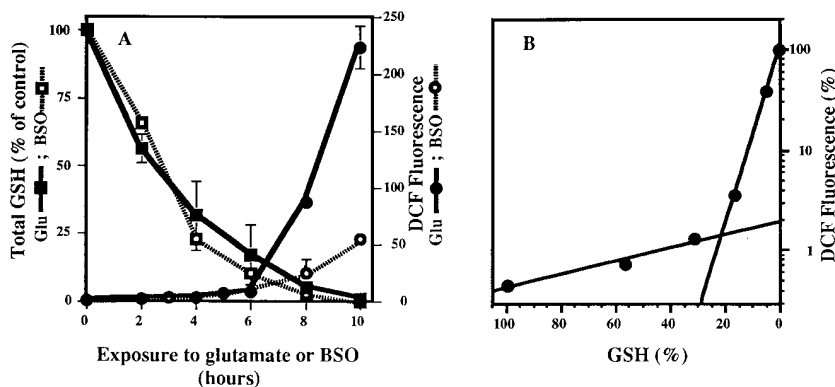 A
Total GSH (% of control)
Glu ; BSO
100
75
50
25
0
0
2
4
6
8
10
Exposure to glutamate or BSO
(hours)
250
200
150
100
50
0
DCF Fluorescence
Glu ; BSO
B
100
10
1
DCF Fluorescence (%)
100
80
60
40
20
0
GSH (%)